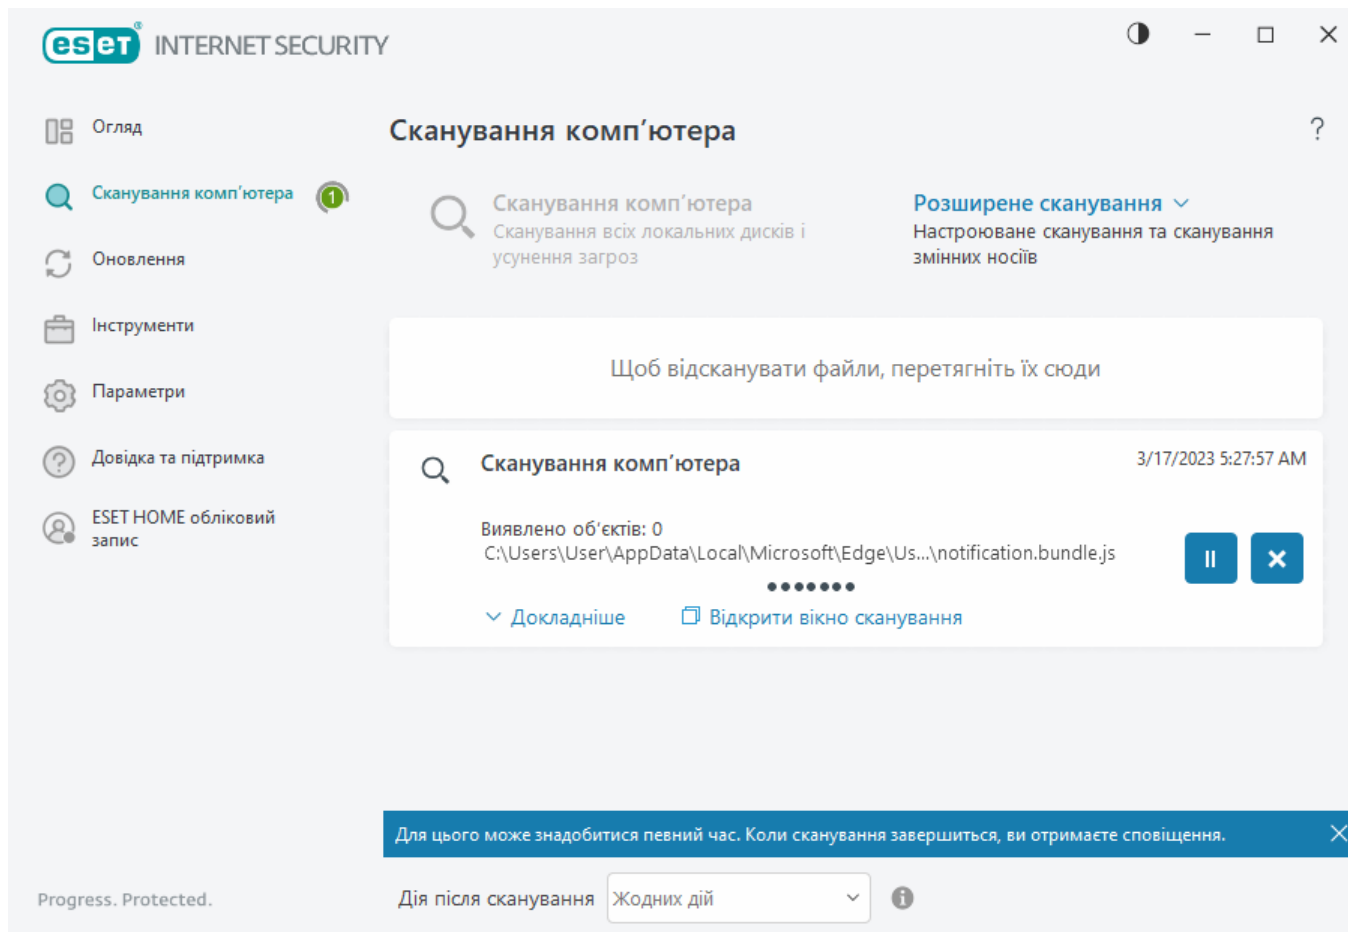 eset® INTERNET SECURITY
Огляд
Сканування комп’ютера
1
Оновлення
Інструменти
Параметри
Довідка та підтримка
ESET HOME обліковий
запис
Progress. Protected.
Сканування комп’ютера
?
Сканування комп’ютера
Сканування всіх локальних дисків і
усунення загроз
Розширене сканування
Настроюване сканування та сканування
змінних носіїв
Щоб відсканувати файли, перетягніть їх сюди
Сканування комп’ютера
3/17/2023 5:27:57 AM
Виявлено об’єктів: 0
C:\Users\User\AppData\Local\Microsoft\Edge\Us...\notification.bundle.js
Докладніше
Відкрити вікно сканування
Для цього може знадобитися певний час. Коли сканування завершиться, ви отримаєте сповіщення.
Дія після сканування
Жодних дій